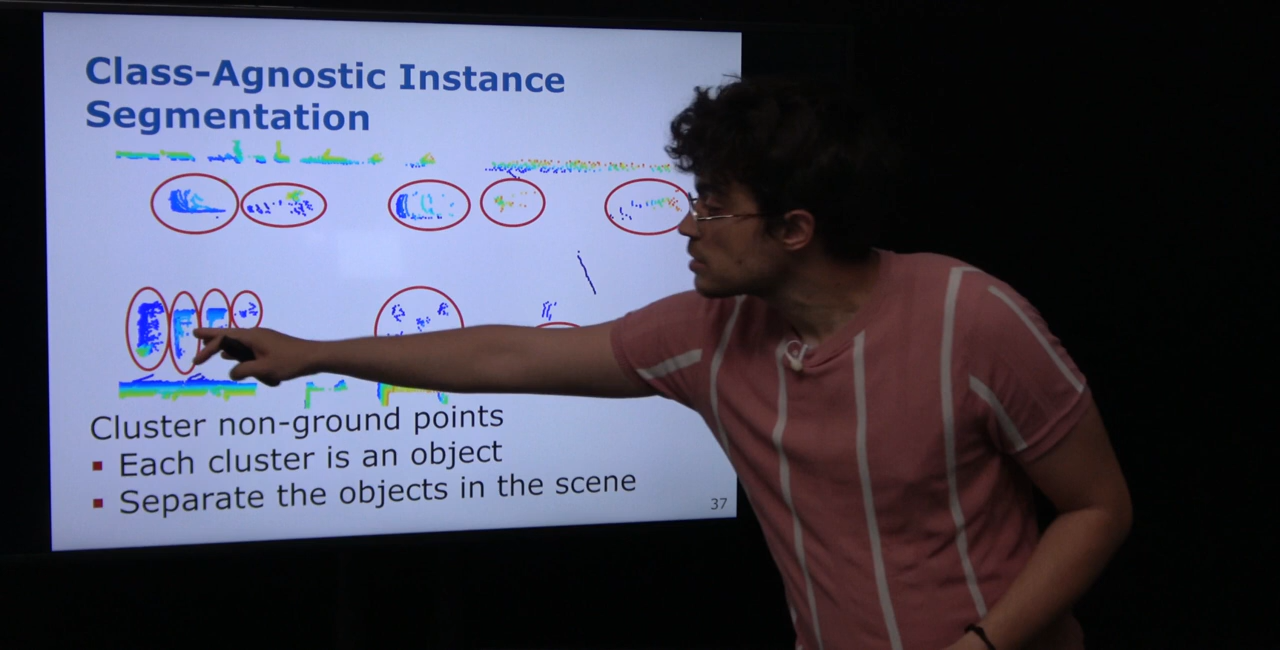 Class-Agnostic Instance
Segmentation
Cluster non-ground points
▪ Each cluster is an object
▪ Separate the objects in the scene
37